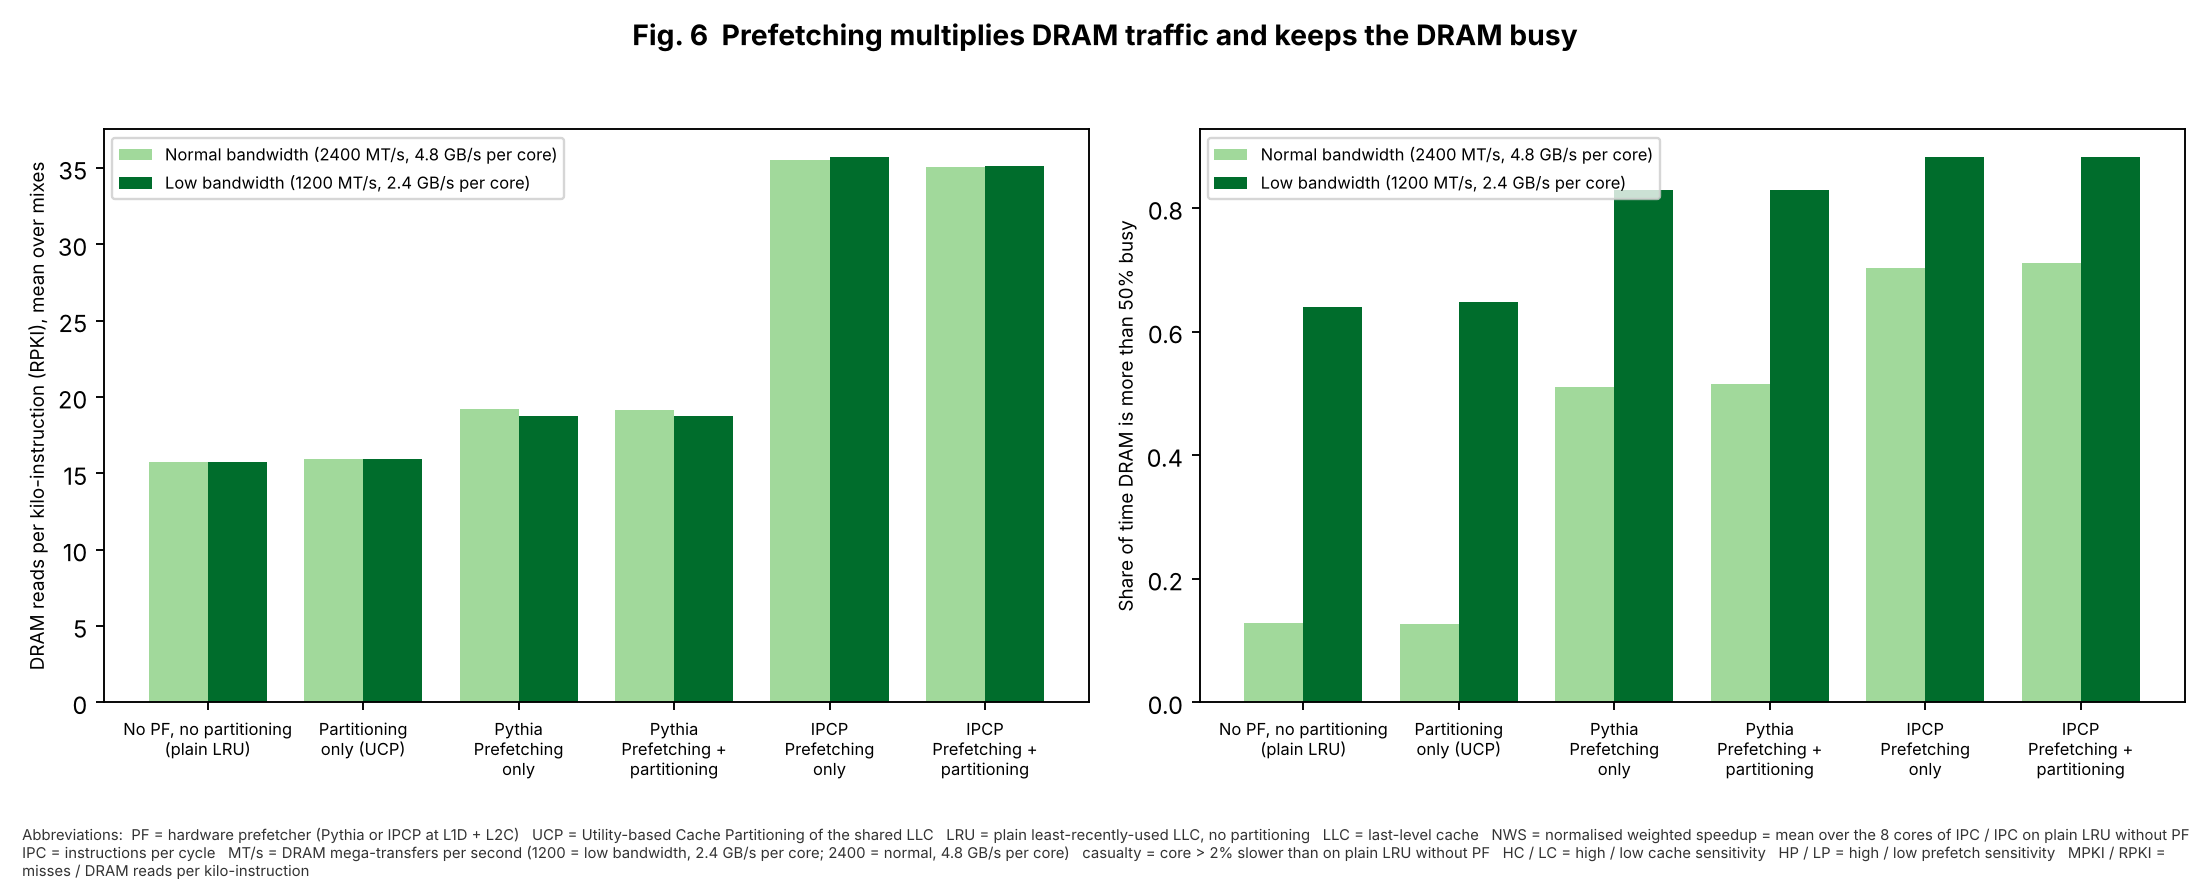 Fig. 6  Prefetching multiplies DRAM traffic and keeps the DRAM busy
DRAM reads per kilo-instruction (RPKI), mean over mixes
35
30
25
20
15
10
5
0
Normal bandwidth (2400 MT/s, 4.8 GB/s per core)
Low bandwidth (1200 MT/s, 2.4 GB/s per core)
No PF, no partitioning
(plain LRU)
Partitioning
only (UCP)
Pythia
Prefetching
only
Pythia
Prefetching +
partitioning
IPCP
Prefetching
only
IPCP
Prefetching +
partitioning
Share of time DRAM is more than 50% busy
0.8
0.6
0.4
0.2
0.0
Normal bandwidth (2400 MT/s, 4.8 GB/s per core)
Low bandwidth (1200 MT/s, 2.4 GB/s per core)
No PF, no partitioning
(plain LRU)
Partitioning
only (UCP)
Pythia
Prefetching
only
Pythia
Prefetching +
partitioning
IPCP
Prefetching
only
IPCP
Prefetching +
partitioning
Abbreviations:  PF = hardware prefetcher (Pythia or IPCP at L1D + L2C)   UCP = Utility-based Cache Partitioning of the shared LLC   LRU = plain least-recently-used LLC, no partitioning   LLC = last-level cache   NWS = normalised weighted speedup = mean over the 8 cores of IPC / IPC on plain LRU without PF
IPC = instructions per cycle   MT/s = DRAM mega-transfers per second (1200 = low bandwidth, 2.4 GB/s per core; 2400 = normal, 4.8 GB/s per core)   casualty = core > 2% slower than on plain LRU without PF   HC / LC = high / low cache sensitivity   HP / LP = high / low prefetch sensitivity   MPKI / RPKI =
misses / DRAM reads per kilo-instruction